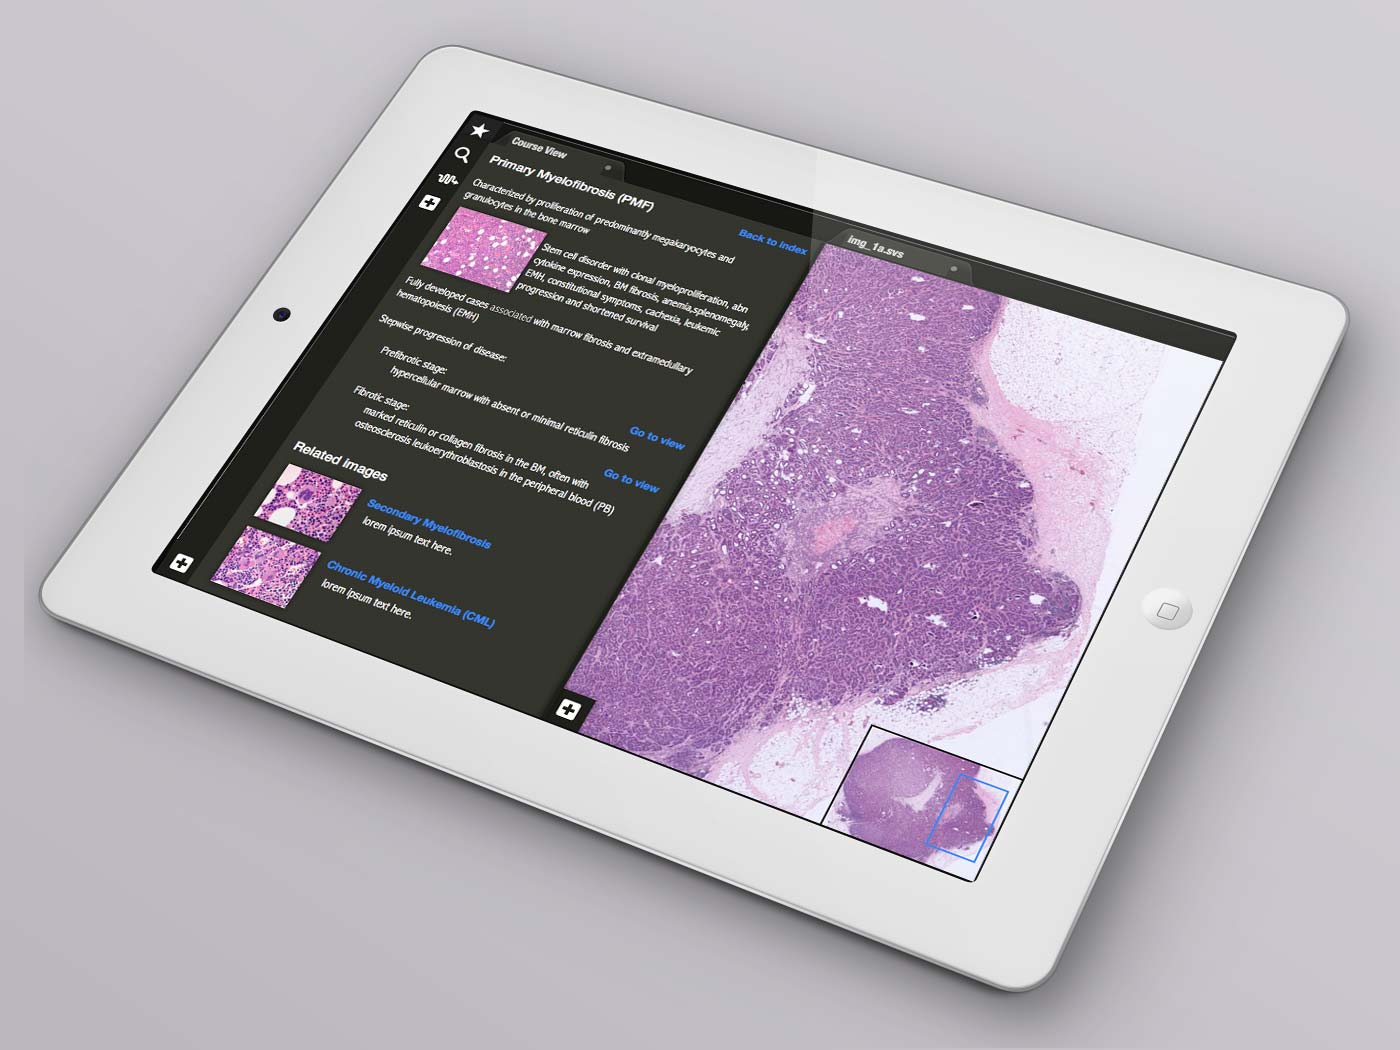 Course View
Primary Myelofibrosis (PMF)
Characterized by proliferation of predominantly megakaryocytes and
granulocytes in the bone marrow
Back to index
Stem cell disorder with clonal myeloproliferation, abn
cytokine expression, BM fibrosis, anemia,splenomegaly,
EMH, constitutional symptoms, cachexia, leukemic
progression and shortened survival
Fully developed cases associated with marrow fibrosis and extramedullary
hematopoiesis (EMH)
Stepwise progression of disease:
Prefibrotic stage:
hypercellular marrow with absent or minimal reticulin fibrosis
Go to view
Fibrotic stage:
marked reticulin or collagen fibrosis in the BM, often with
osteosclerosis leukoerythroblastosis in the peripheral blood (PB)
Go to view
Related Images
Secondary Myelofibrosis
lorem ipsum text here.
Chronic Myeloid Leukemia (CML)
lorem ipsum text here.
img_1a.svs